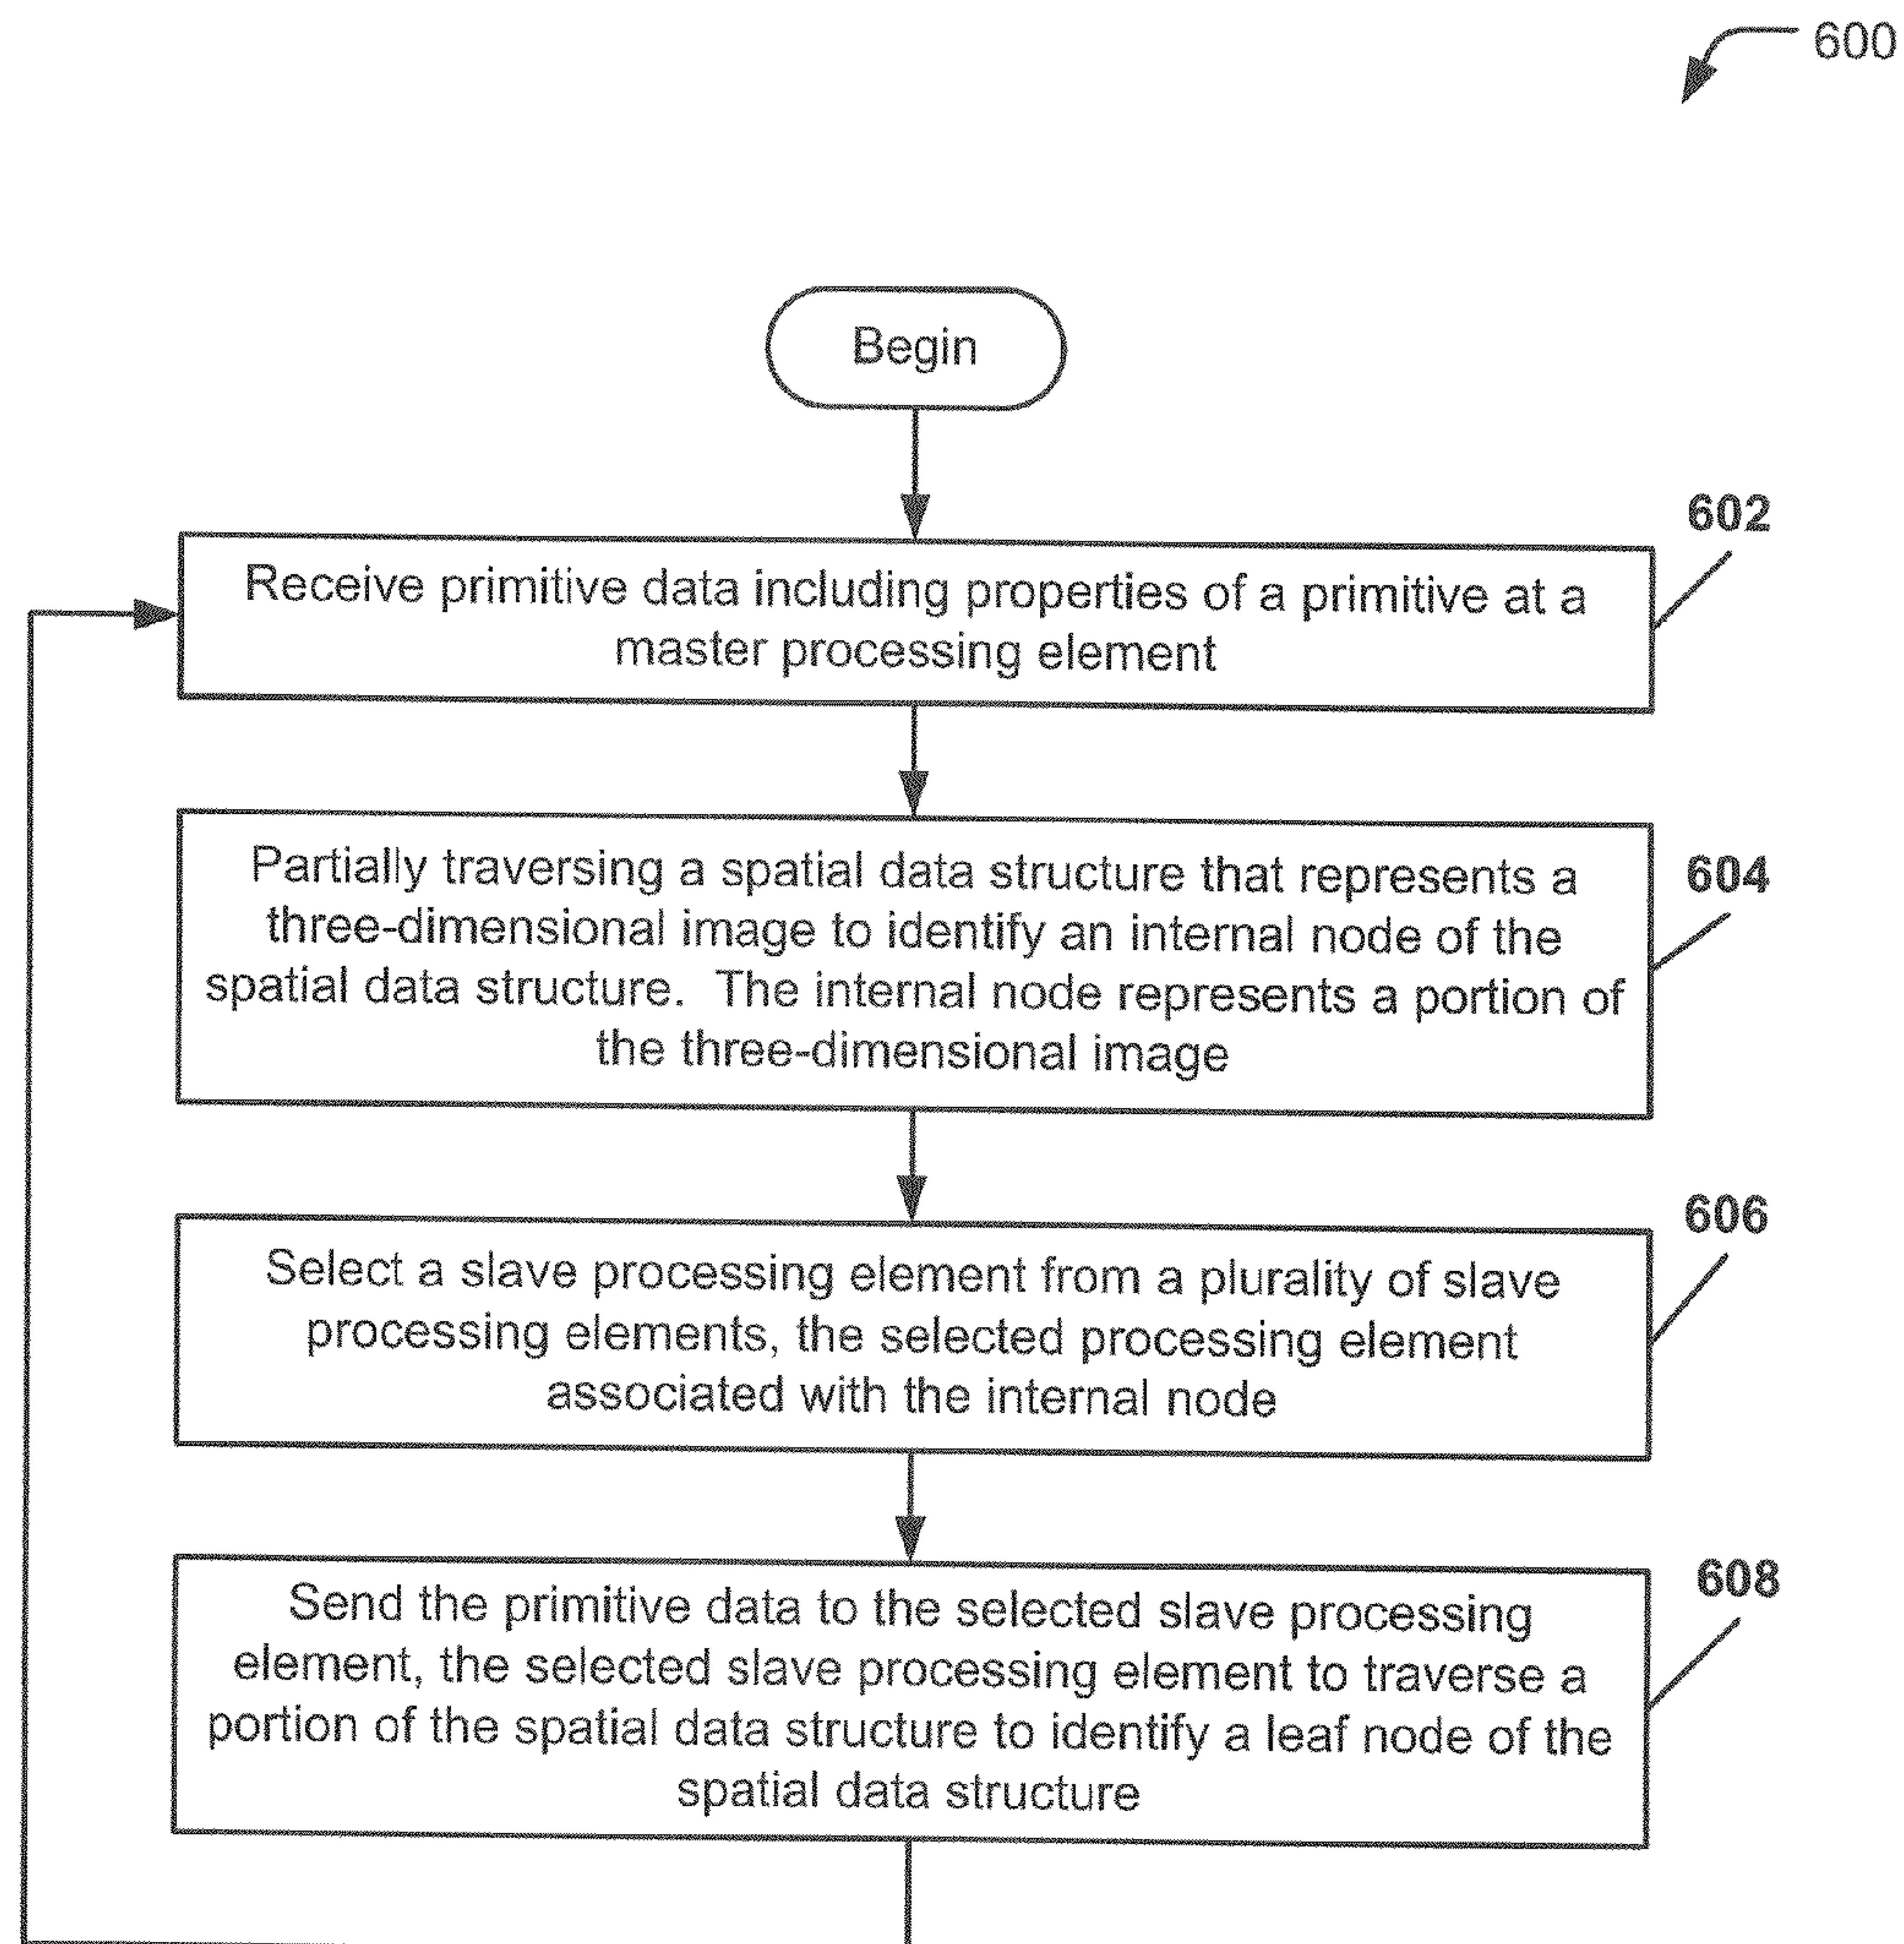 600
Begin
602
Receive primitive data including properties of a primitive at a
master processing element
604
Partially traversing a spatial data structure that represents a
three-dimensional image to identify an internal node of the
spatial data structure. The internal node represents a portion of
the three-dimensional image
606
Select a slave processing element from a plurality of slave
processing elements, the selected processing element
associated with the internal node
608
Send the primitive data to the selected slave processing
element, the selected slave processing element to traverse a
portion of the spatial data structure to identify a leaf node of the
spatial data structure